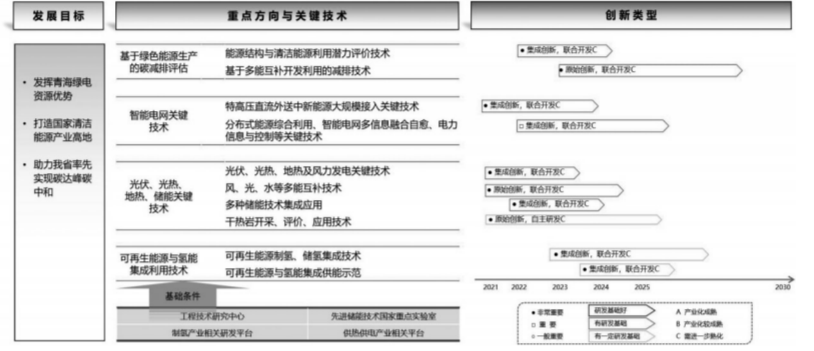 发展目标
重点方向与关键技术
创新类型
• 发挥青海绿电
资源优势
• 打造国家清洁
能源产业高地
• 助力我省率先
实现碳达峰碳
中和
基于绿色能源生产
的碳减排评估
能源结构与清洁能源利用潜力评价技术
基于多能互补开发利用的减排技术
● 集成创新，联合开发C
● 原始创新，联合开发C
智能电网关键
技术
特高压直流外送中新能源大规模接入关键技术
分布式能源综合利用、智能电网多信息融合自愈、电力
信息与控制等关键技术
● 集成创新，联合开发C
□ 集成创新，联合开发C
光伏、光热、
地热、储能关键
技术
光伏、光热、地热及风力发电关键技术
风、光、水等多能互补技术
多种储能技术集成应用
干热岩开采、评价、应用技术
● 集成创新，联合开发C
● 原始创新，联合开发C
● 集成创新，联合开发C
● 原始创新，自主研发C
可再生能源与氢能
集成利用技术
可再生能源制氢、储氢集成技术
可再生能源与氢能集成供能示范
● 集成创新，联合开发C
● 集成创新，联合开发C
2021 2022 2023 2024 2025 2030
基础条件
工程技术研究中心
先进储能技术国家重点实验室
制氢产业相关研发平台
供热供电产业相关平台
● 非常重要
研发基础好
A 产业化成熟
□ 重 要
有研发基础
B 产业化较成熟
○ 一般重要
有一定研发基础
C 需进一步熟化